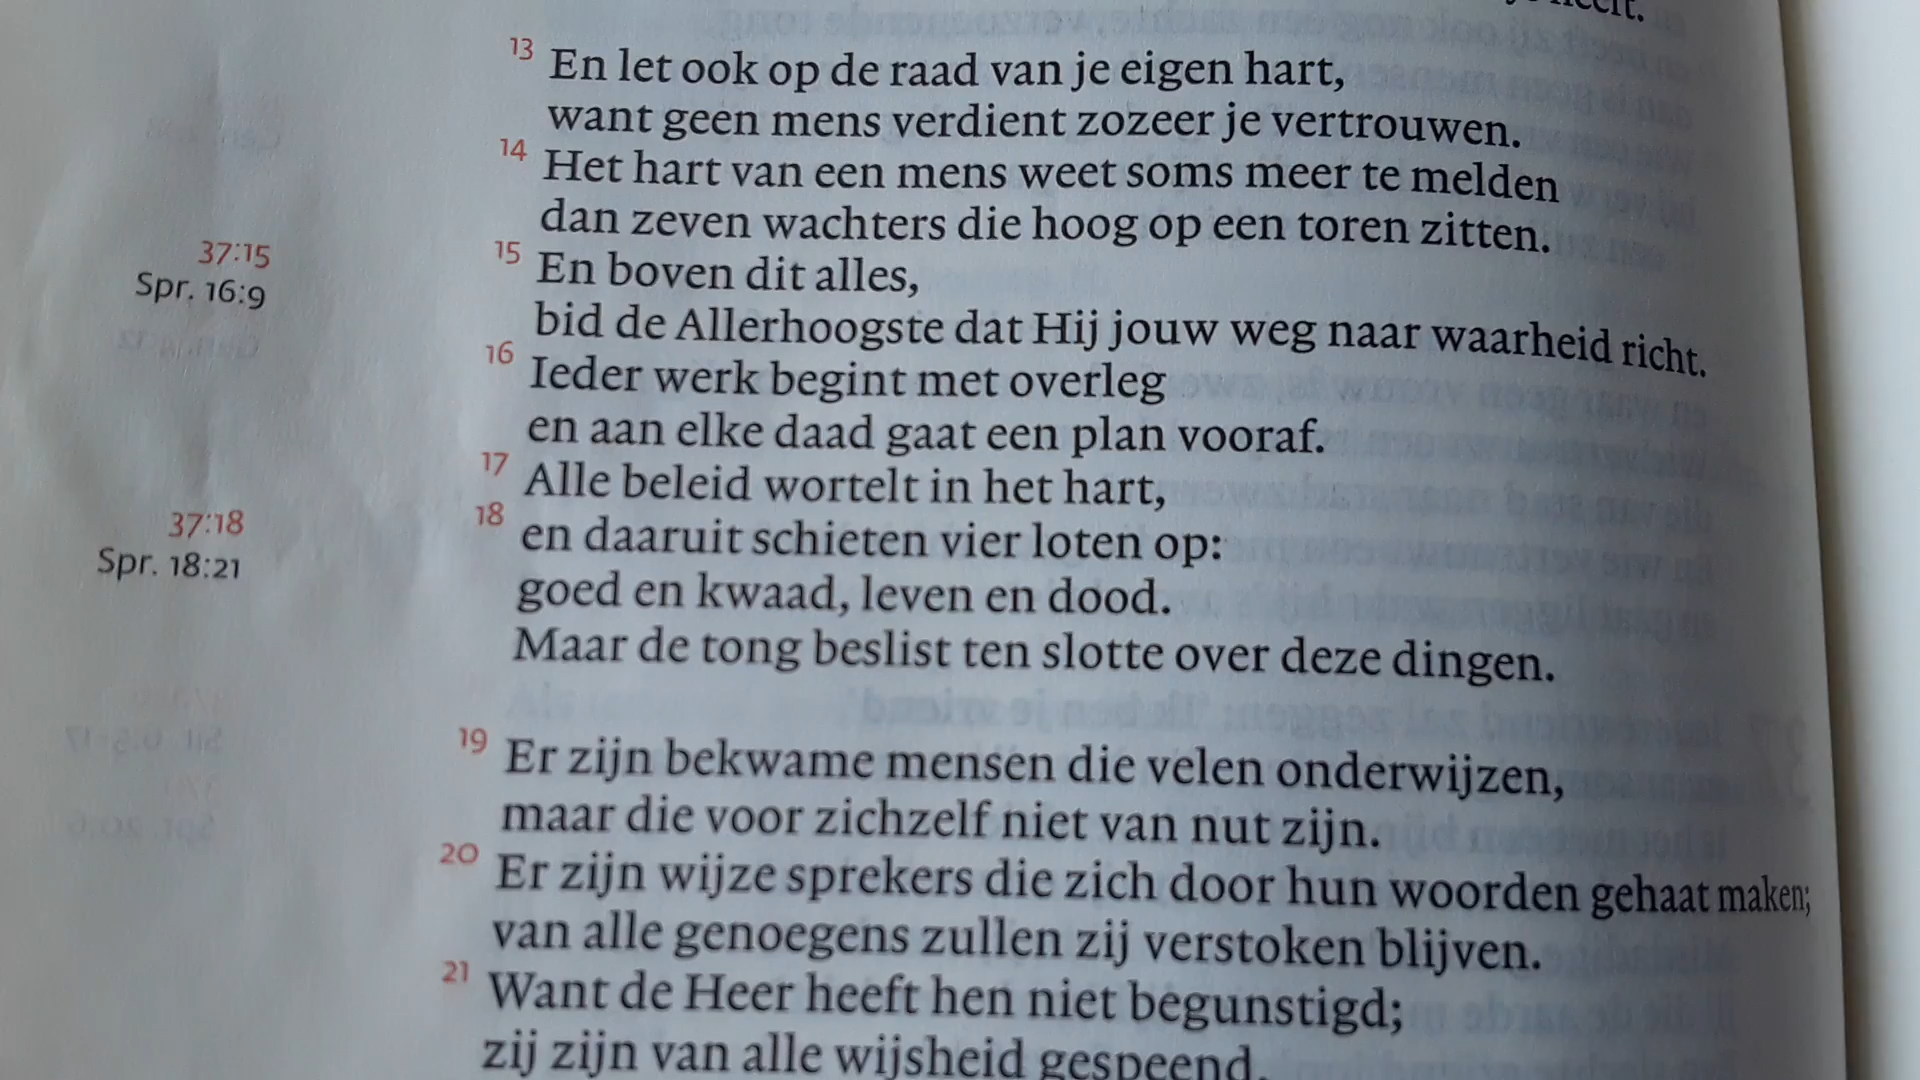 13 En let ook op de raad van je eigen hart,
want geen mens verdient zozeer je vertrouwen.
14 Het hart van een mens weet soms meer te melden
dan zeven wachters die hoog op een toren zitten.
37:15
Spr. 16:9
15 En boven dit alles,
bid de Allerhoogste dat Hij jouw weg naar waarheid richt.
16 Ieder werk begint met overleg
en aan elke daad gaat een plan vooraf.
17 Alle beleid wortelt in het hart,
37:18
Spr. 18:21
18 en daaruit schieten vier loten op:
goed en kwaad, leven en dood.
Maar de tong beslist ten slotte over deze dingen.
19 Er zijn bekwame mensen die velen onderwijzen,
maar die voor zichzelf niet van nut zijn.
20 Er zijn wijze sprekers die zich door hun woorden gehaat maken;
van alle genoegens zullen zij verstoken blijven.
21 Want de Heer heeft hen niet begunstigd;
zij zijn van alle wijsheid gespeend.